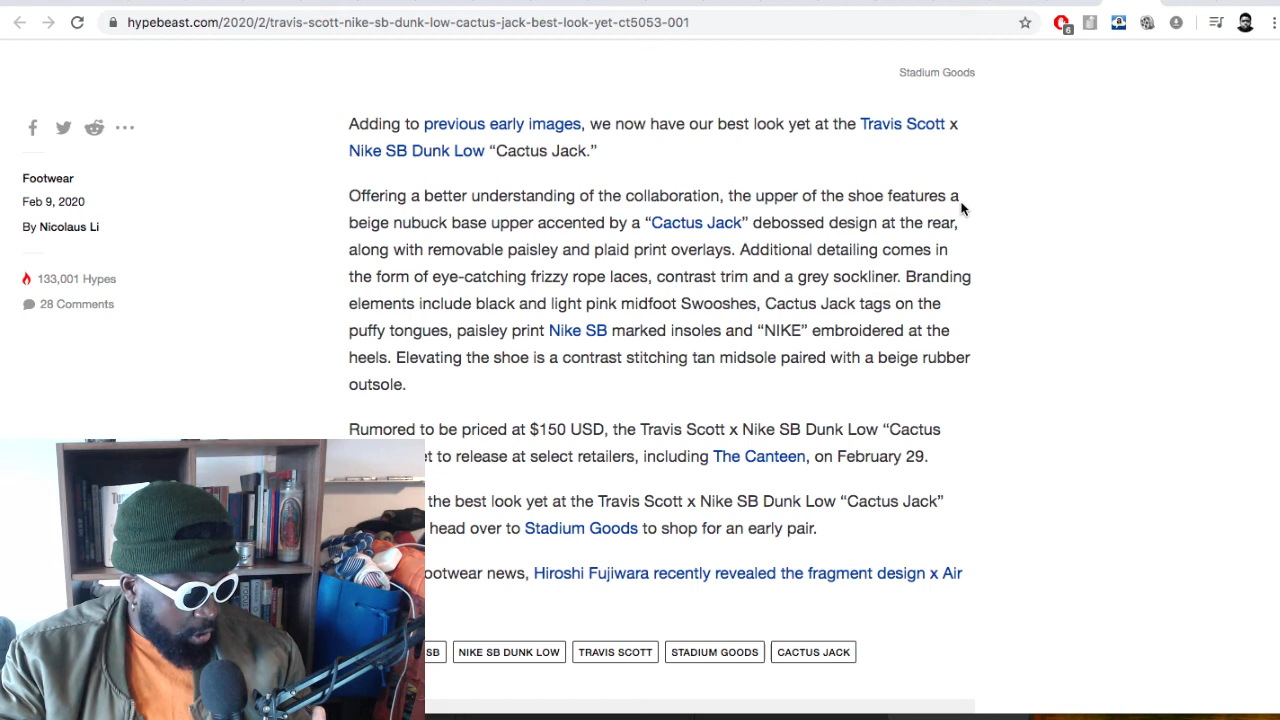 hypebeast.com/2020/2/travis-scott-nike-sb-dunk-low-cactus-jack-best-look-yet-ct5053-001
6
Stadium Goods
Footwear
Feb 9, 2020
By Nicolaus Li
133,001 Hypes
28 Comments
Adding to previous early images, we now have our best look yet at the Travis Scott x
Nike SB Dunk Low “Cactus Jack.”
Offering a better understanding of the collaboration, the upper of the shoe features a
beige nubuck base upper accented by a “Cactus Jack” debossed design at the rear,
along with removable paisley and plaid print overlays. Additional detailing comes in
the form of eye-catching frizzy rope laces, contrast trim and a grey sockliner. Branding
elements include black and light pink midfoot Swooshes, Cactus Jack tags on the
puffy tongues, paisley print Nike SB marked insoles and “NIKE” embroidered at the
heels. Elevating the shoe is a contrast stitching tan midsole paired with a beige rubber
outsole.
Rumored to be priced at $150 USD, the Travis Scott x Nike SB Dunk Low “Cactus
to release at select retailers, including The Canteen, on February 29.
the best look yet at the Travis Scott x Nike SB Dunk Low “Cactus Jack”
head over to Stadium Goods to shop for an early pair.
news, Hiroshi Fujiwara recently revealed the fragment design x Air
SB
NIKE SB DUNK LOW
TRAVIS SCOTT
STADIUM GOODS
CACTUS JACK